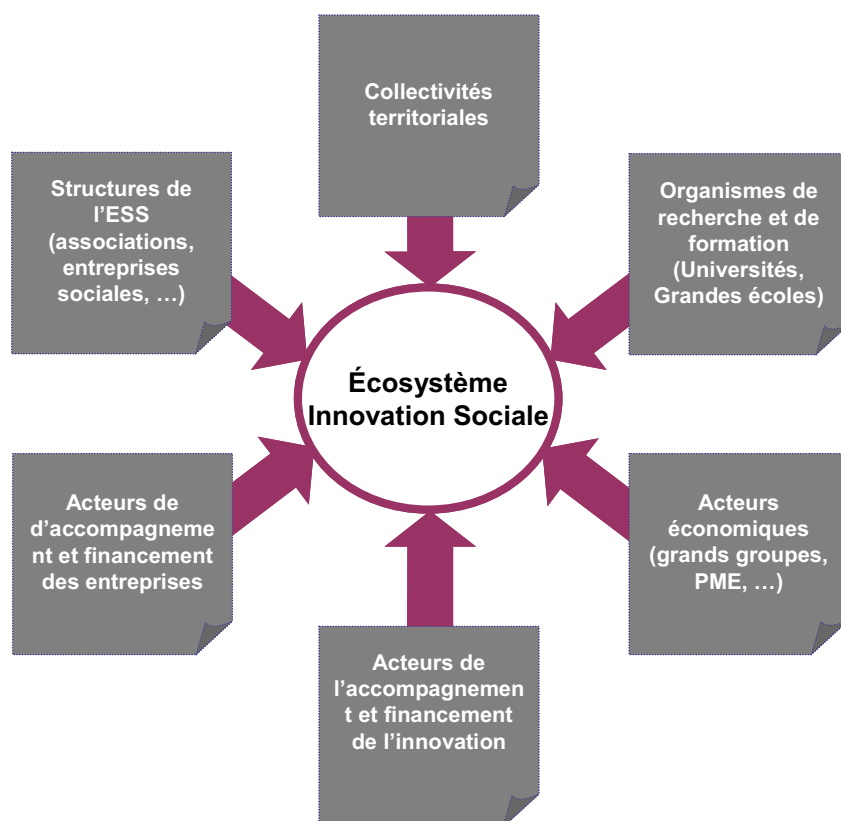 Collectivités
territoriales
Structures de
l’ESS
(associations,
entreprises
sociales, …)
Organismes de
recherche et de
formation
(Universités,
Grandes écoles)
Écosystème
Innovation Sociale
Acteurs de
d’accompagneme
nt et financement
des entreprises
Acteurs
économiques
(grands groupes,
PME, …)
Acteurs de
l’accompagnemen
t et financement
de l’innovation